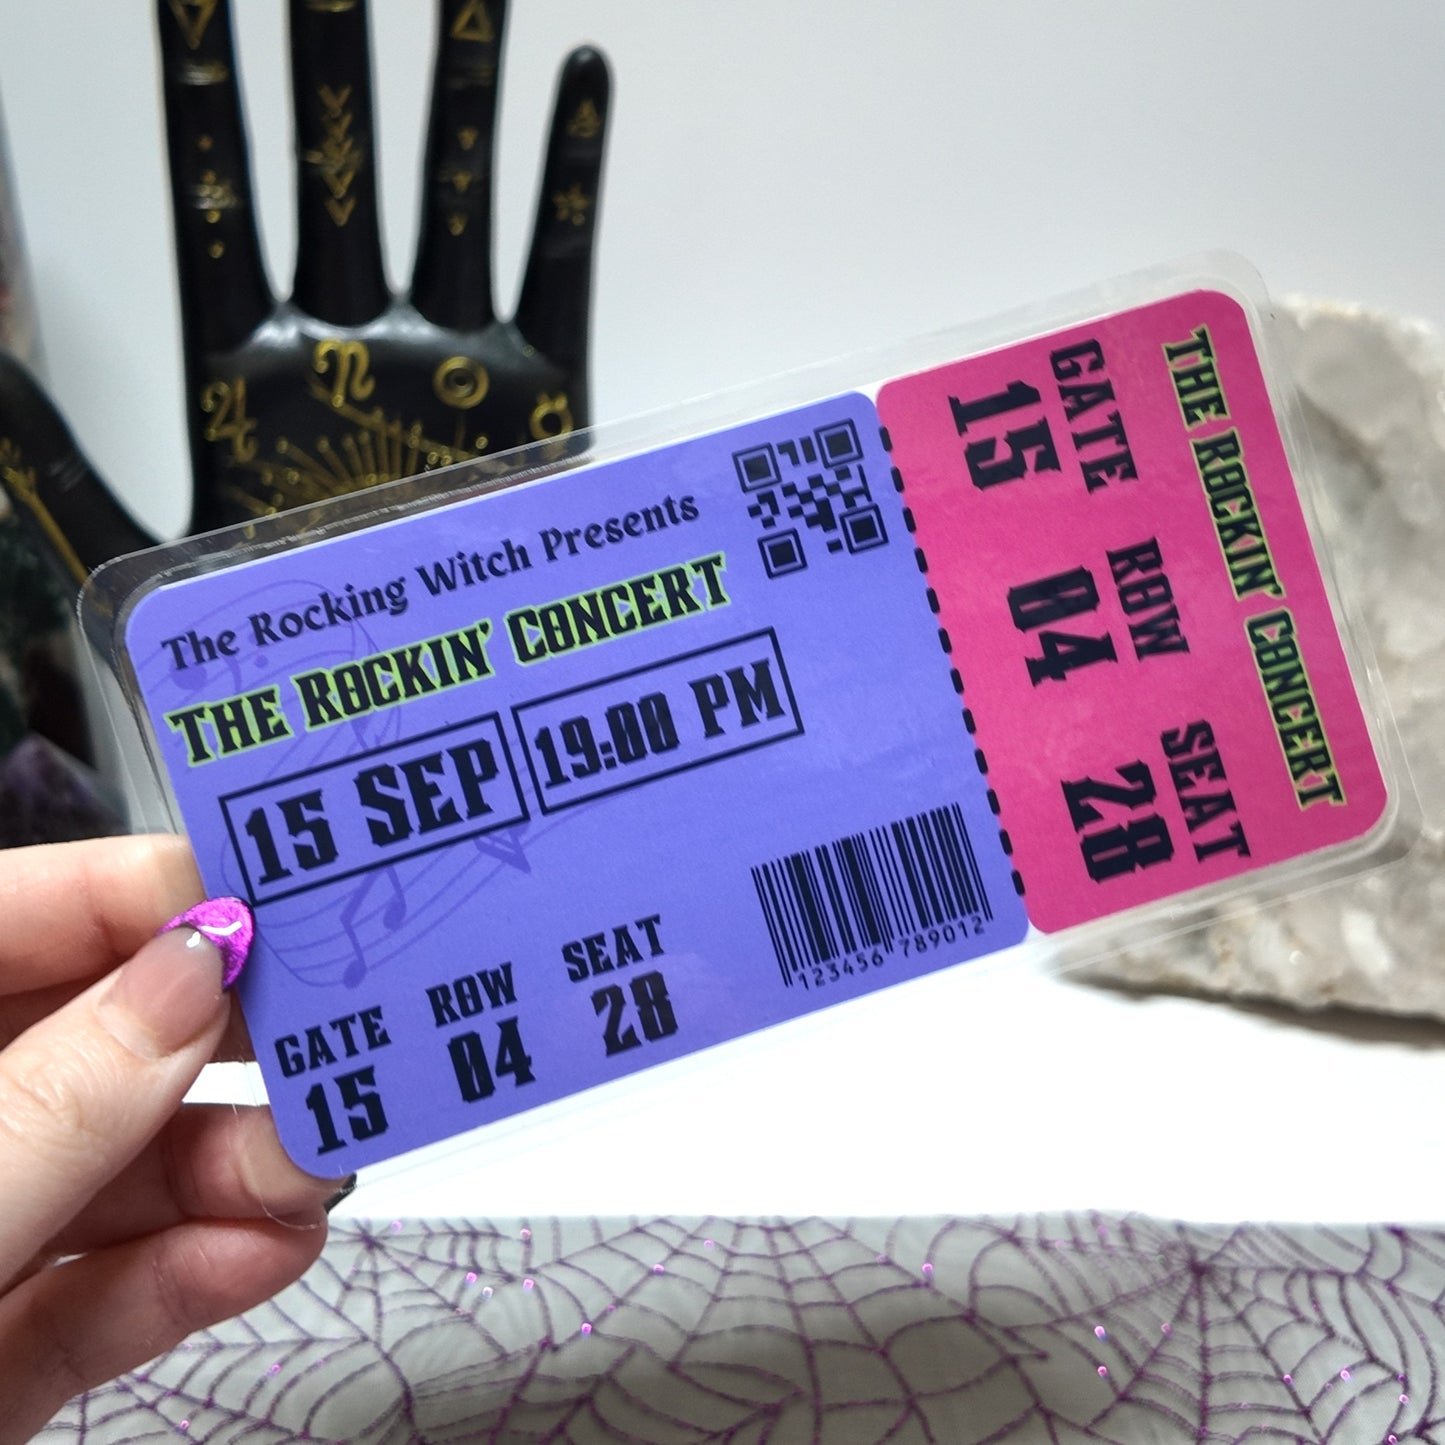 The Rocking Witch Presents
THE ROCKIN' CONCERT
15 SEP
19:00 PM
GATE
15
ROW
04
SEAT
28
123456 789012
THE ROCKIN' CONCERT
GATE
15
ROW
04
SEAT
28